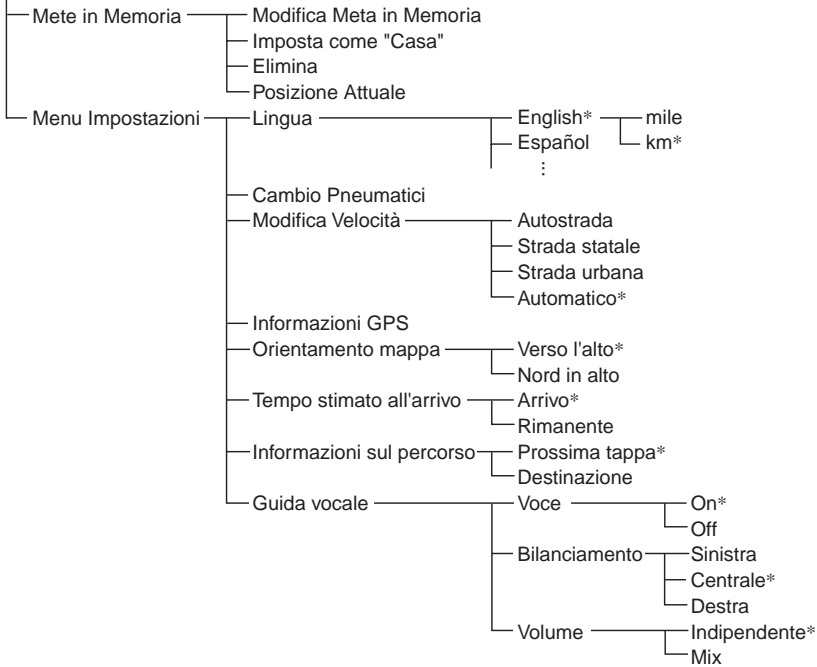 Mete in Memoria Modifica Meta in Memoria
Imposta come "Casa"
Elimina
Posizione Attuale
Menu Impostazioni Lingua English* mile
Español km*
⋮
Cambio Pneumatici
Modifica Velocità Autostrada
Strada statale
Strada urbana
Automatico*
Informazioni GPS
Orientamento mappa Verso l'alto*
Nord in alto
Tempo stimato all'arrivo Arrivo*
Rimanente
Informazioni sul percorso Prossima tappa*
Destinazione
Guida vocale Voce On*
Off
Bilanciamento Sinistra
Centrale*
Destra
Volume Indipendente*
Mix